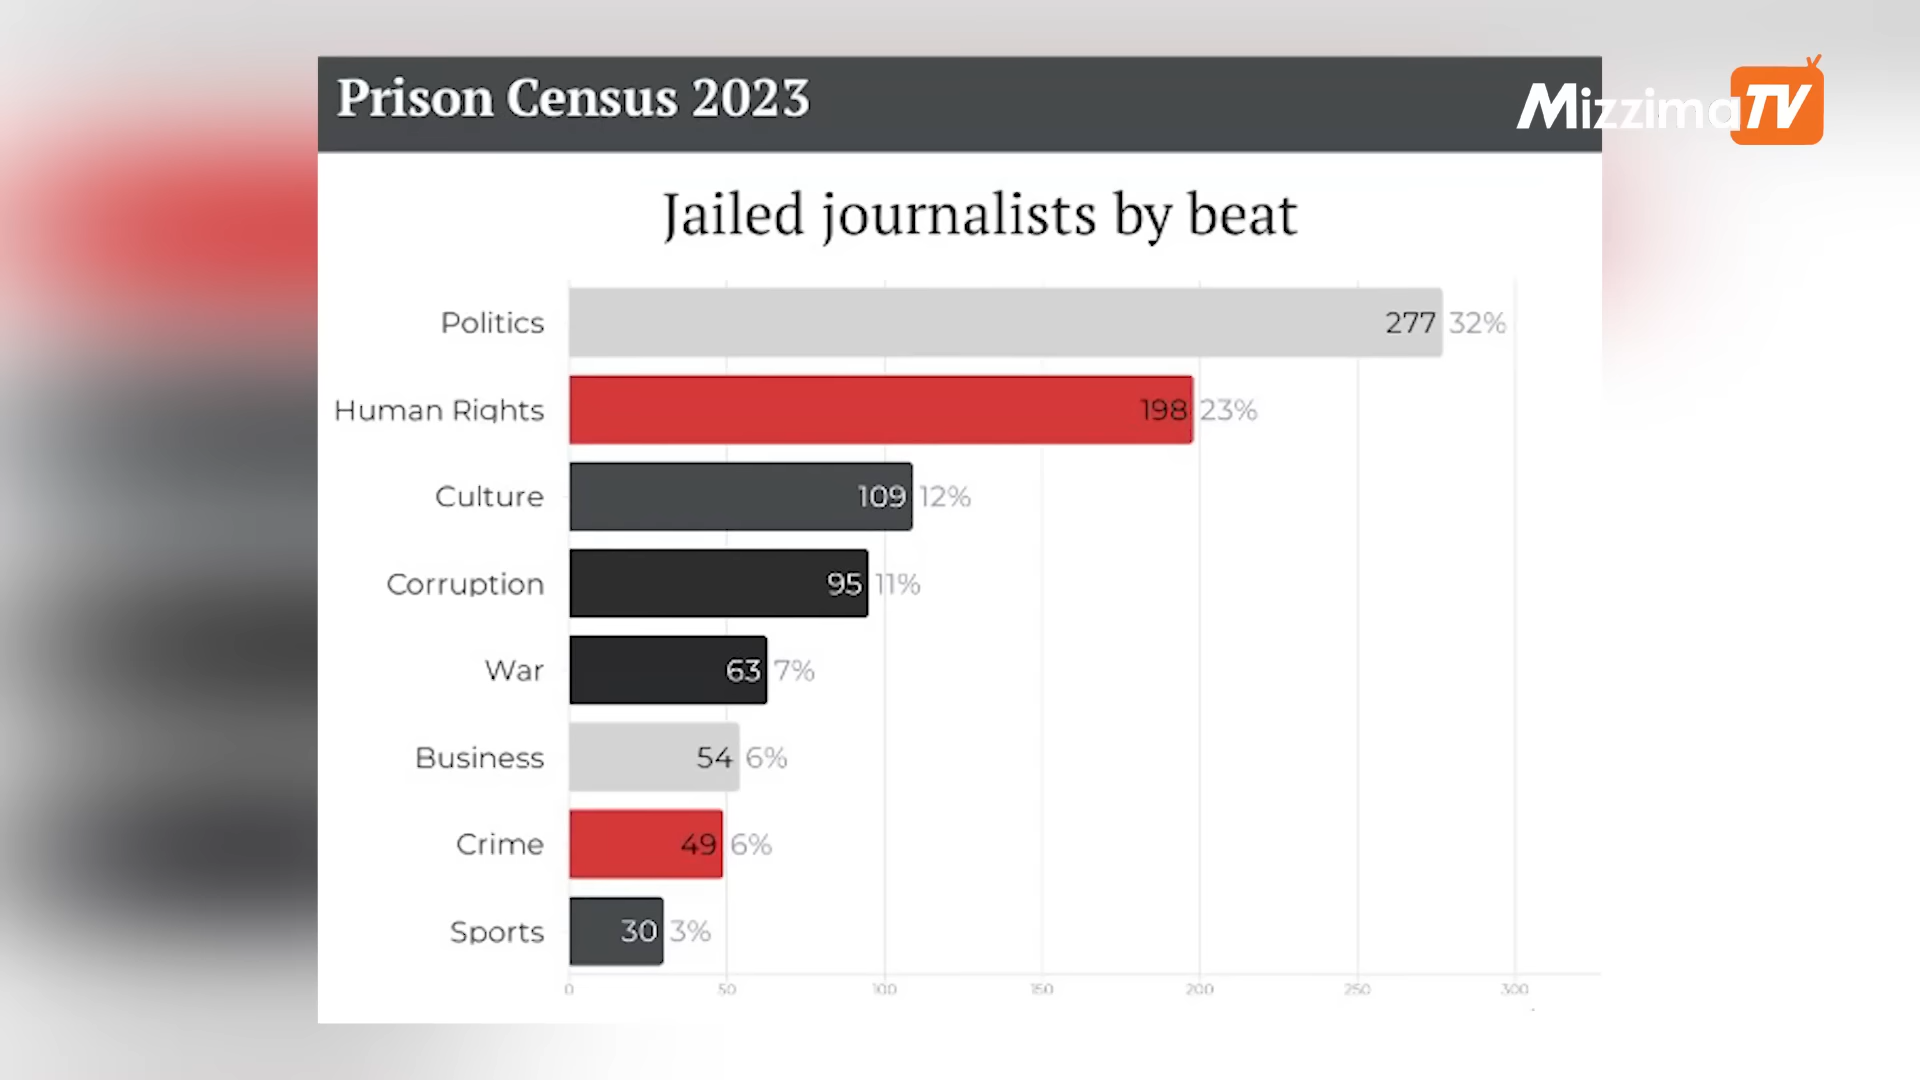 Prison Census 2023
MizzimaTV
Jailed journalists by beat
Politics 277 32%
Human Rights 198 23%
Culture 109 12%
Corruption 95 11%
War 63 7%
Business 54 6%
Crime 49 6%
Sports 30 3%
0 50 100 150 200 250 300